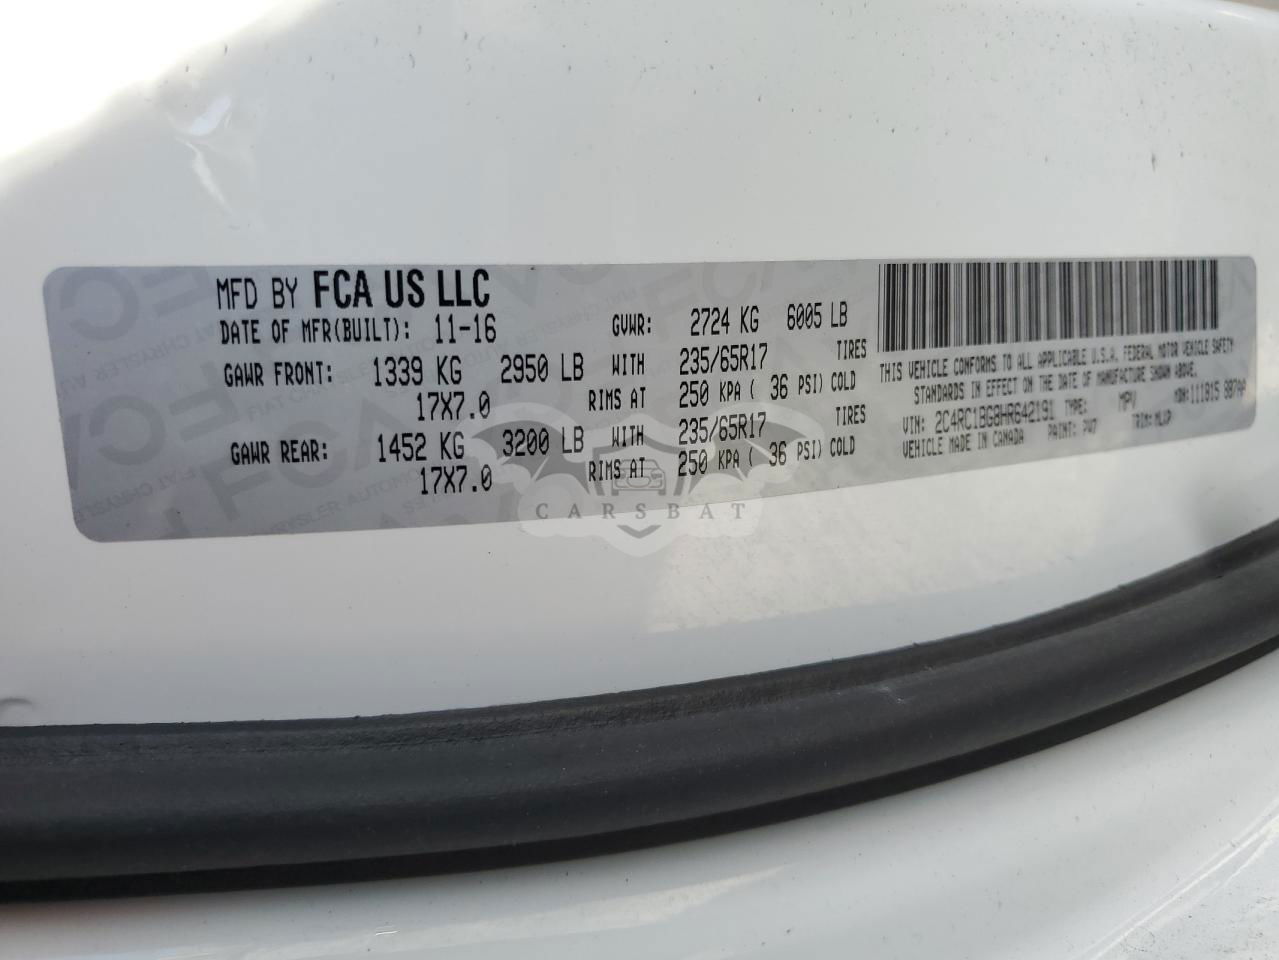 MFD BY FCA US LLC
DATE OF MFR(BUILT): 11-16 GVWR: 2724 KG 6005 LB
GAWR FRONT: 1339 KG 2950 LB WITH 235/65R17 TIRES
17X7.0 RIMS AT 250 KPA ( 36 PSI) COLD
GAWR REAR: 1452 KG 3200 LB WITH 235/65R17 TIRES
17X7.0 RIMS AT 250 KPA ( 36 PSI) COLD
THIS VEHICLE CONFORMS TO ALL APPLICABLE U.S.A. FEDERAL MOTOR VEHICLE SAFETY
STANDARDS IN EFFECT ON THE DATE OF MANUFACTURE SHOWN ABOVE.
VIN: 2C4RC1BG8HR642191 TYPE: MPV MDH: 111815
VEHICLE MADE IN CANADA PAINT: PW7 TRIM:
CARSBAT